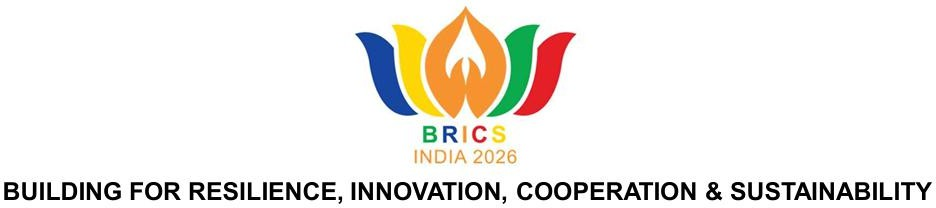 BRICS
INDIA 2026
BUILDING FOR RESILIENCE, INNOVATION, COOPERATION & SUSTAINABILITY